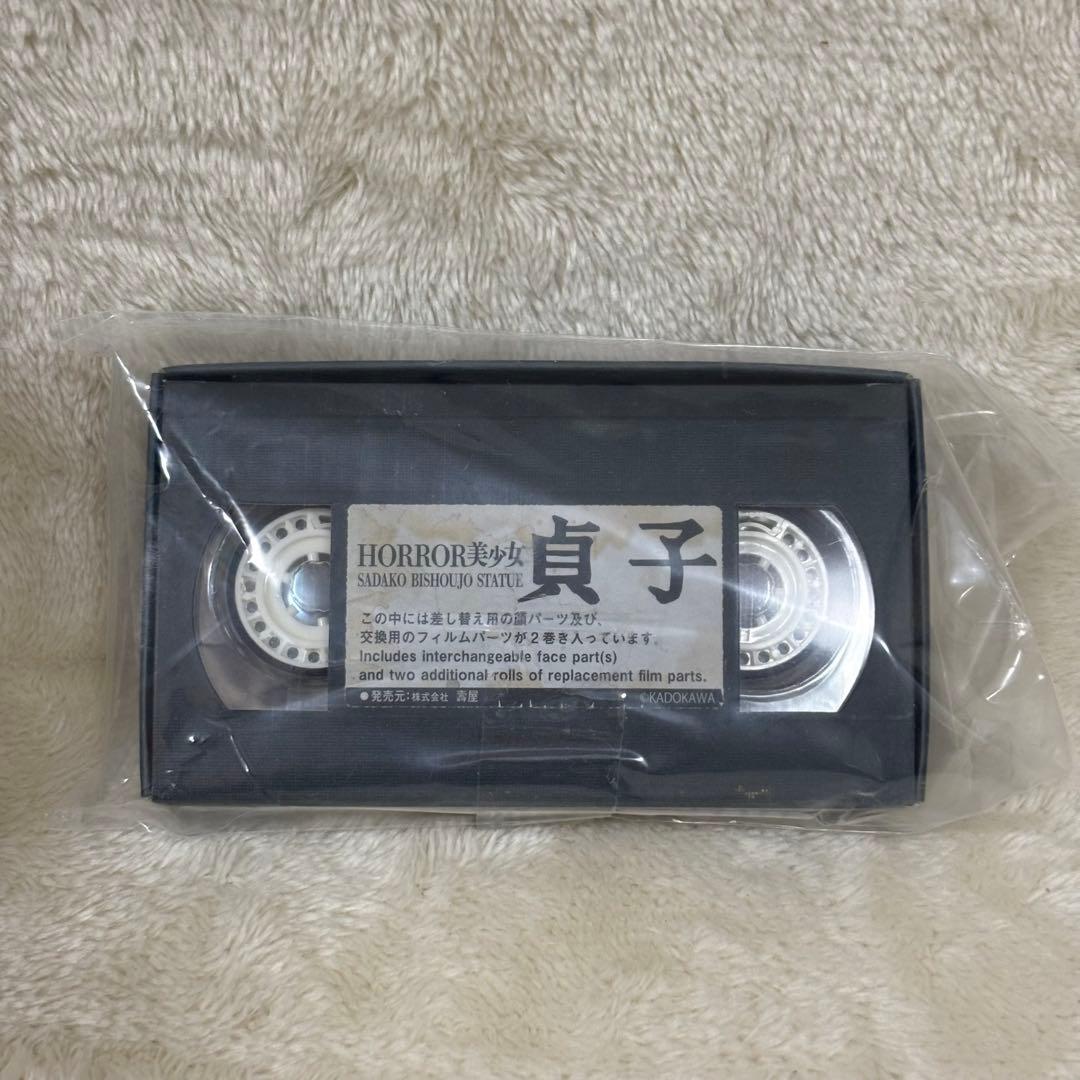 HORROR美少女
SADAKO BISHOUJO STATUE
貞子
この中には差し替え用の顔パーツ及び、
交換用のフィルムパーツが2巻き入っています。
Includes interchangeable face part(s)
and two additional rolls of replacement film parts.
●発売元:株式会社 壽屋 ©KADOKAWA